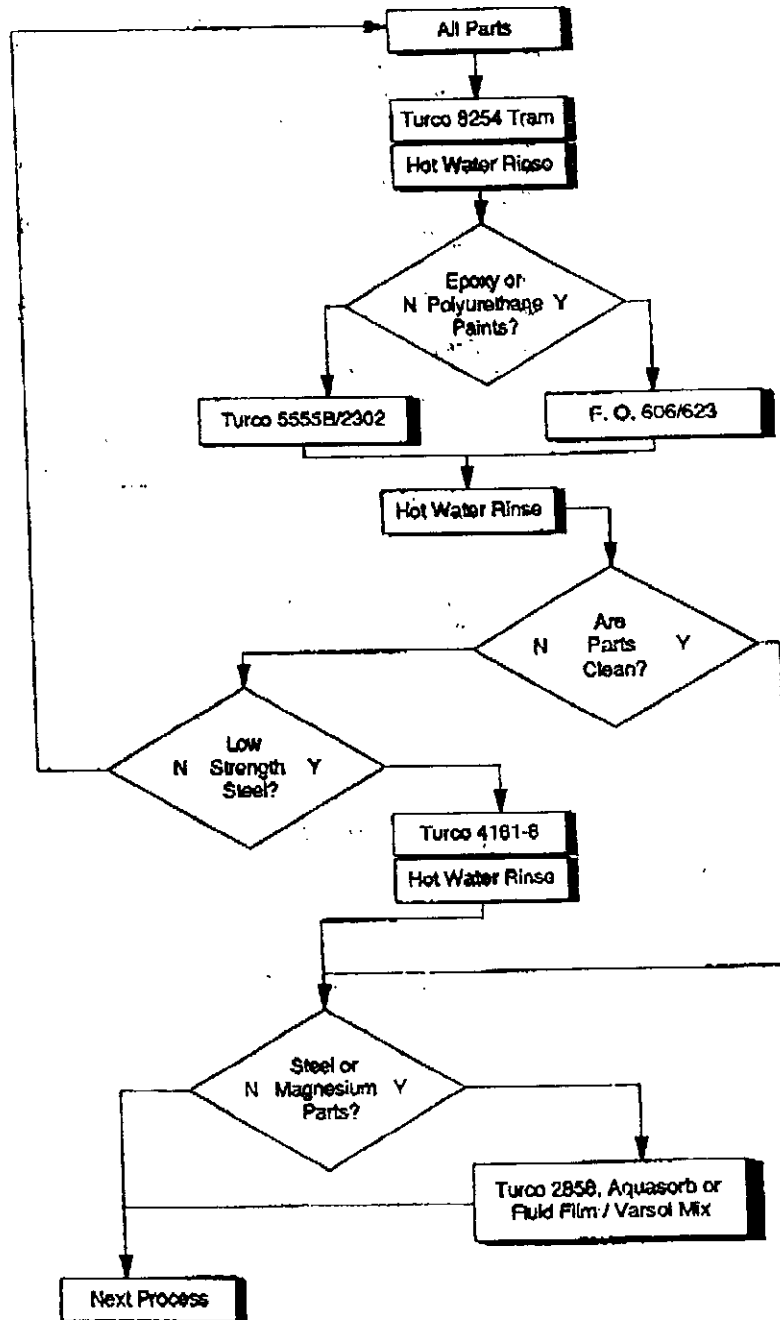 All Parts
Turco 8254 Tram
Hot Water Rinse
Epoxy or
N Polyurethane Y
Paints?
Turco 5555B/2302
F. O. 606/623
Hot Water Rinse
Are
N Parts Y
Clean?
Low
N Strength Y
Steel?
Turco 4181-8
Hot Water Rinse
Steel or
N Magnesium Y
Parts?
Turco 2858, Aquasorb or
Fluid Film / Varsol Mix
Next Process